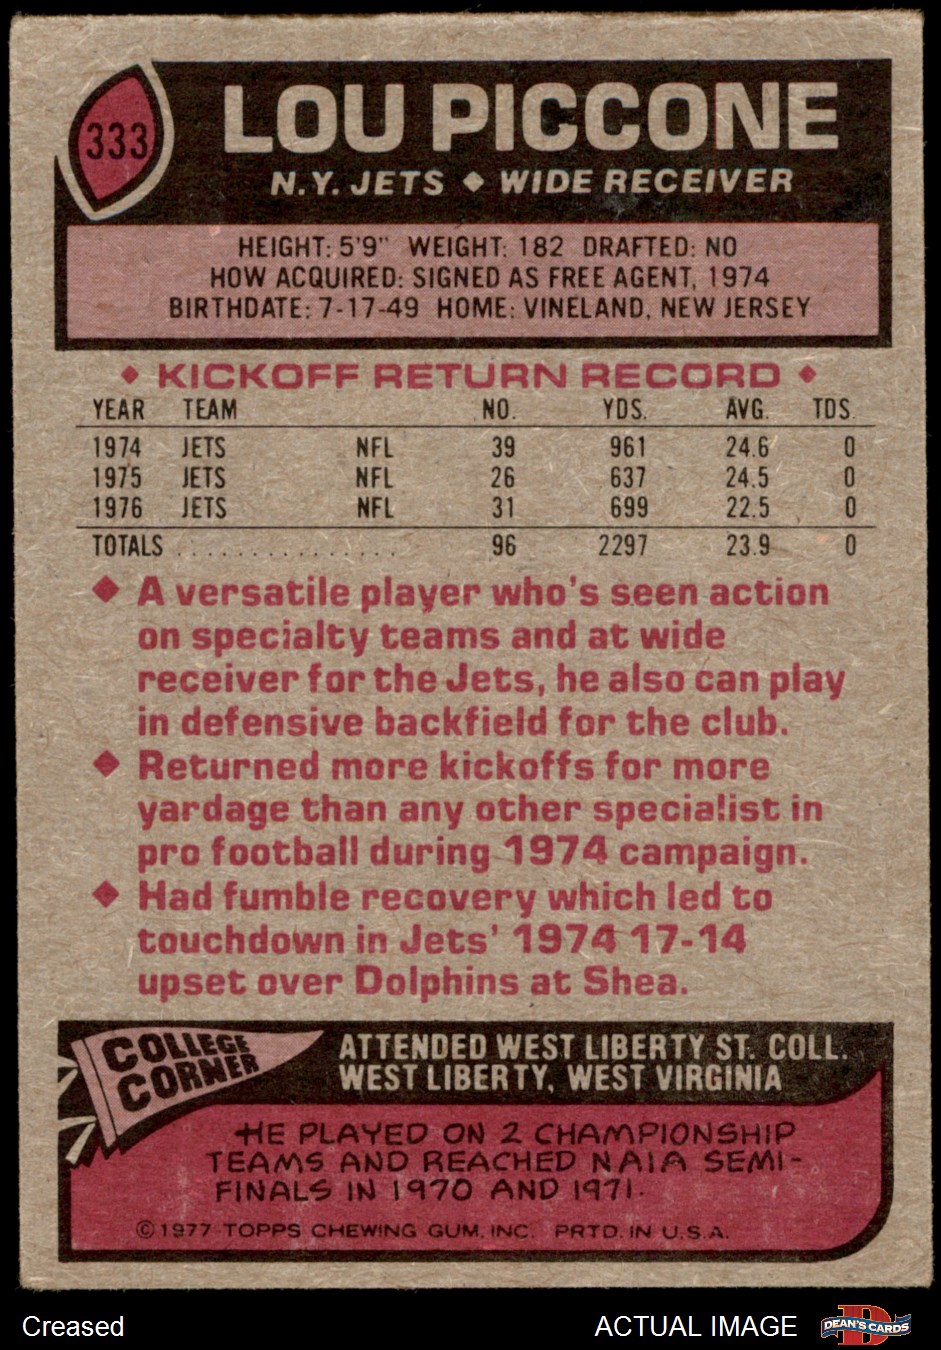 333
LOU PICCONE
N.Y. JETS ♦ WIDE RECEIVER
HEIGHT: 5'9" WEIGHT: 182 DRAFTED: NO
HOW ACQUIRED: SIGNED AS FREE AGENT, 1974
BIRTHDATE: 7-17-49 HOME: VINELAND, NEW JERSEY
♦ KICKOFF RETURN RECORD ♦
YEAR TEAM NO. YDS. AVG. TDS.
1974 JETS NFL 39 961 24.6 0
1975 JETS NFL 26 637 24.5 0
1976 JETS NFL 31 699 22.5 0
TOTALS ................ 96 2297 23.9 0
♦ A versatile player who's seen action
on specialty teams and at wide
receiver for the Jets, he also can play
in defensive backfield for the club.
♦ Returned more kickoffs for more
yardage than any other specialist in
pro football during 1974 campaign.
♦ Had fumble recovery which led to
touchdown in Jets' 1974 17-14
upset over Dolphins at Shea.
COLLEGE
CORNER
ATTENDED WEST LIBERTY ST. COLL.
WEST LIBERTY, WEST VIRGINIA
HE PLAYED ON 2 CHAMPIONSHIP
TEAMS AND REACHED NAIA SEMI-
FINALS IN 1970 AND 1971.
©1977 TOPPS CHEWING GUM, INC. PRTD. IN U.S.A.
Creased
ACTUAL IMAGE
D
DEAN'S CARDS